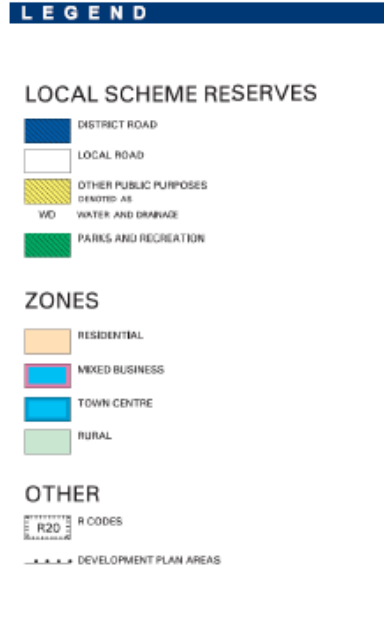 LEGEND
LOCAL SCHEME RESERVES
DISTRICT ROAD
LOCAL ROAD
OTHER PUBLIC PURPOSES
DENOTED AS
WD WATER AND DRAINAGE
PARKS AND RECREATION
ZONES
RESIDENTIAL
MIXED BUSINESS
TOWN CENTRE
RURAL
OTHER
R20 R CODES
DEVELOPMENT PLAN AREAS